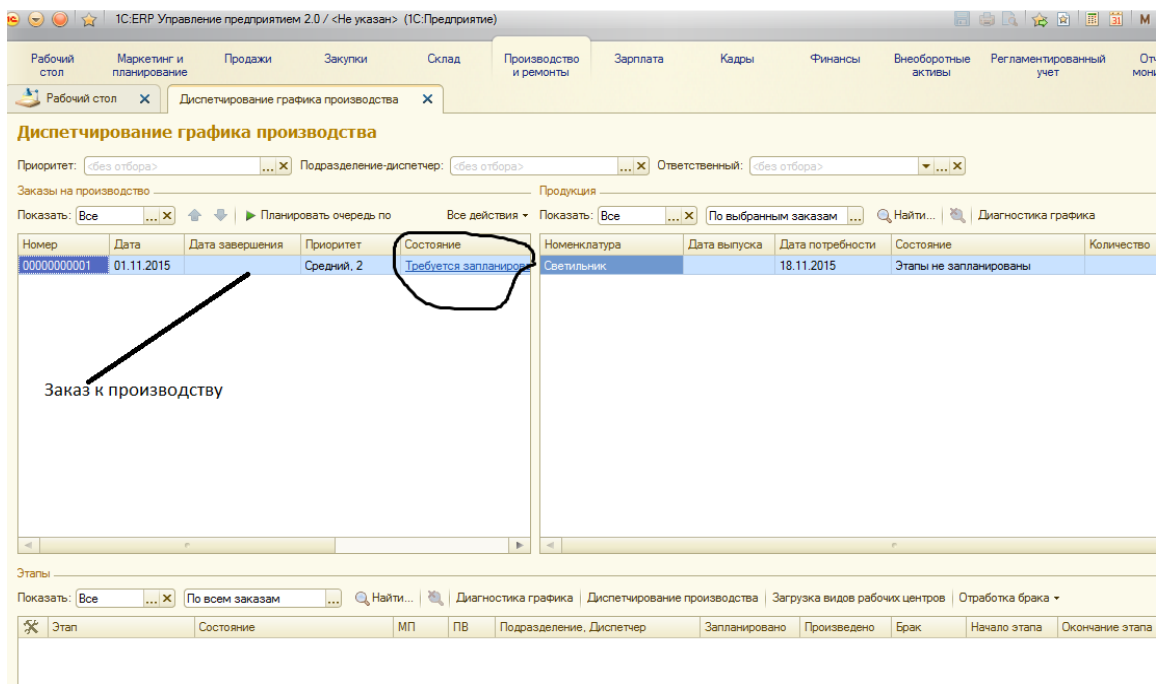 1С:ERP Управление предприятием 2.0 / <Не указан> (1С:Предприятие)
31 M
Рабочий стол Маркетинг и планирование Продажи Закупки Склад Производство и ремонты Зарплата Кадры Финансы Внеоборотные активы Регламентированный учет
Рабочий стол Диспетчирование графика производства
Диспетчирование графика производства
Приоритет: <без отбора> ... Подразделение-диспетчер: <без отбора> ... Ответственный: <без отбора> ...
Заказы на производство Продукция
Показать: Все ... Планировать очередь по Все действия Показать: Все ... По выбранным заказам ... Найти... Диагностика графика
Номер Дата Дата завершения Приоритет Состояние Номенклатура Дата выпуска Дата потребности Состояние Количество
00000000001 01.11.2015 Средний, 2 Требуется запланирова Светильник 18.11.2015 Этапы не запланированы
Заказ к производству
Этапы
Показать: Все ... По всем заказам ... Найти... Диагностика графика Диспетчирование производства Загрузка видов рабочих центров Отработка брака
Этап Состояние МП ПВ Подразделение, Диспетчер Запланировано Произведено Брак Начало этапа Окончание этапа